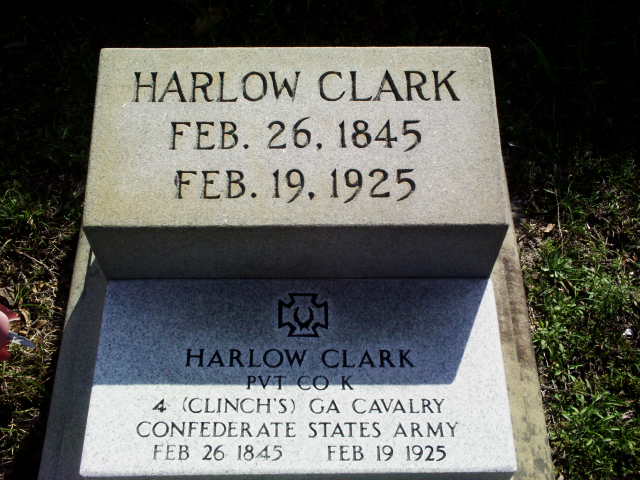 HARLOW CLARK
FEB. 26, 1845
FEB. 19, 1925
HARLOW CLARK
PVT CO K
4 (CLINCH'S) GA CAVALRY
CONFEDERATE STATES ARMY
FEB 26 1845 FEB 19 1925